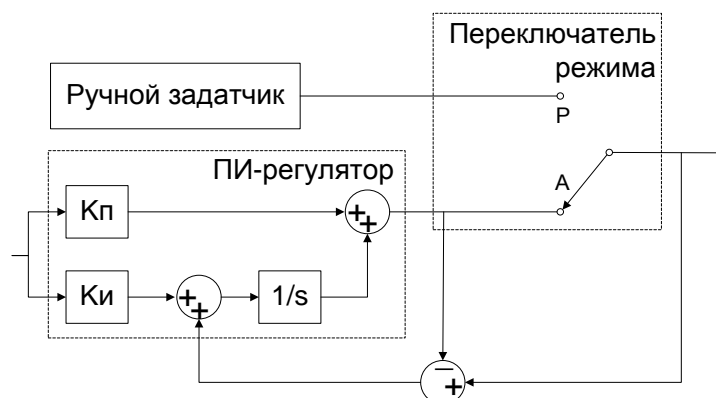 Переключатель
режима
Ручной задатчик
Р
ПИ-регулятор
А
Кп
+
+
Ки
+
+
1/s
−
+